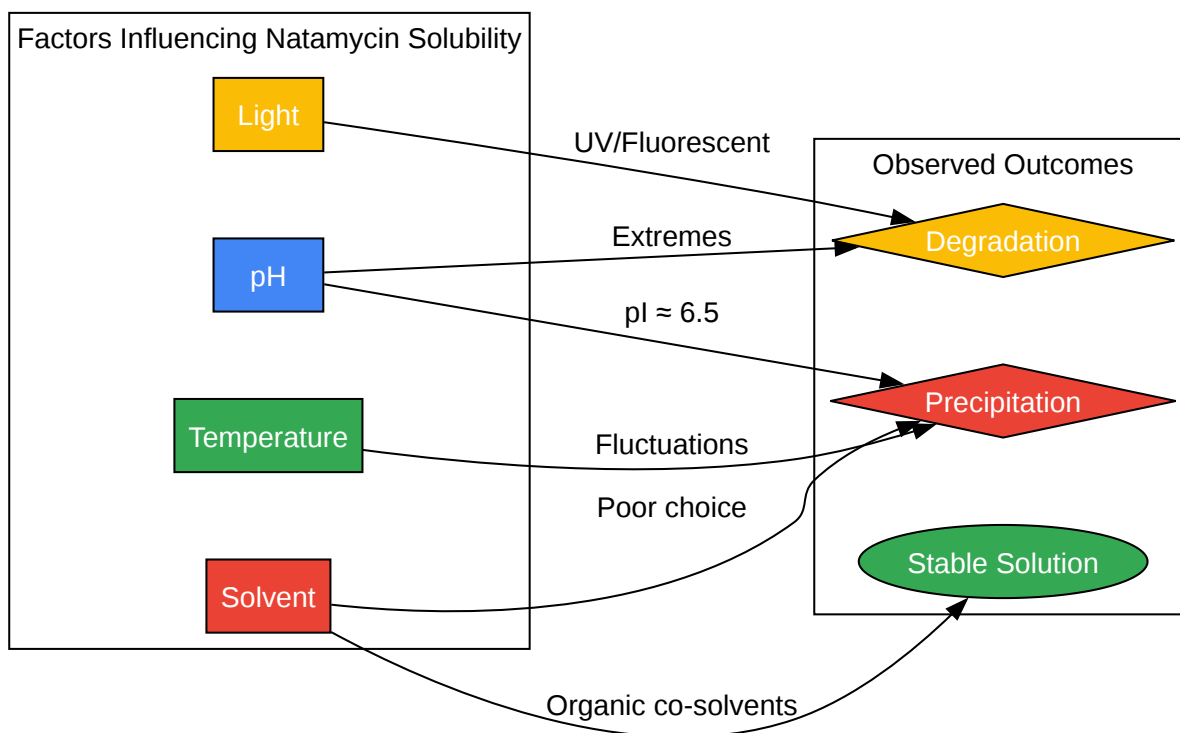 Factors Influencing Natamycin Solubility
Light
pH
Temperature
Solvent
UV/Fluorescent
Extremes
pI ≈ 6.5
Fluctuations
Poor choice
Organic co-solvents
Observed Outcomes
Degradation
Precipitation
Stable Solution